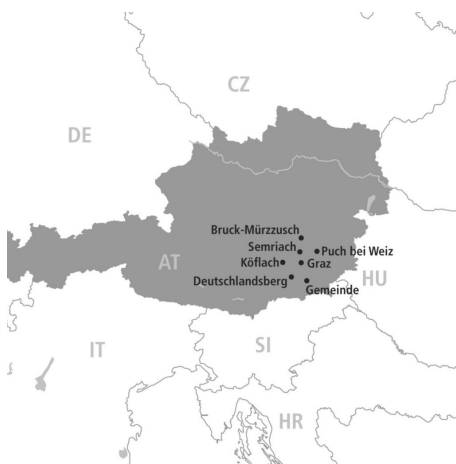 CZ
DE
Bruck-Mürzzusch
Semriach
Puch bei Weiz
AT
Köflach
Graz
HU
Deutschlandsberg
Gemeinde
IT
SI
HR